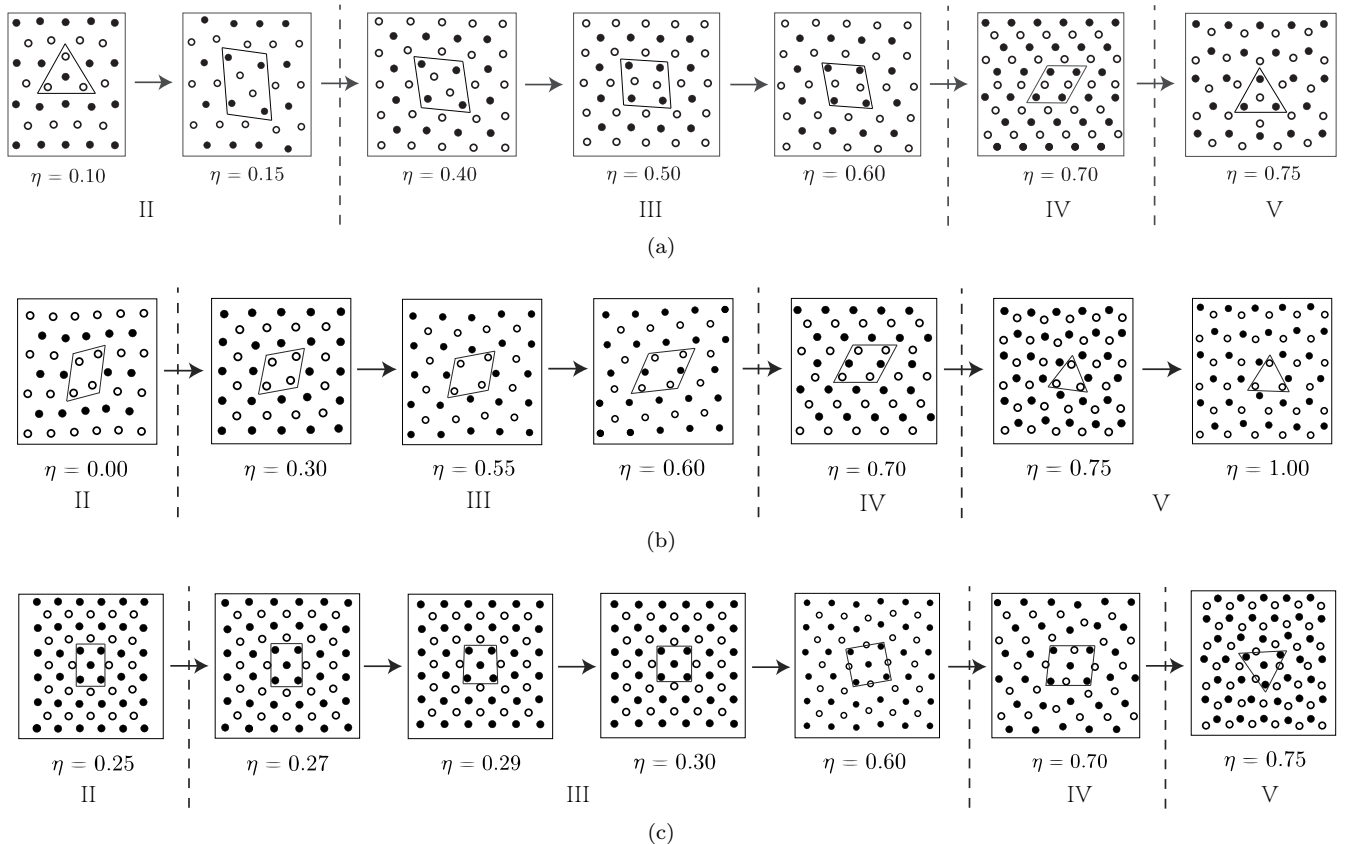 η = 0.10 η = 0.15 η = 0.40 η = 0.50 η = 0.60 η = 0.70 η = 0.75
II III IV V
(a)
η = 0.00 η = 0.30 η = 0.55 η = 0.60 η = 0.70 η = 0.75 η = 1.00
II III IV V
(b)
η = 0.25 η = 0.27 η = 0.29 η = 0.30 η = 0.60 η = 0.70 η = 0.75
II III IV V
(c)